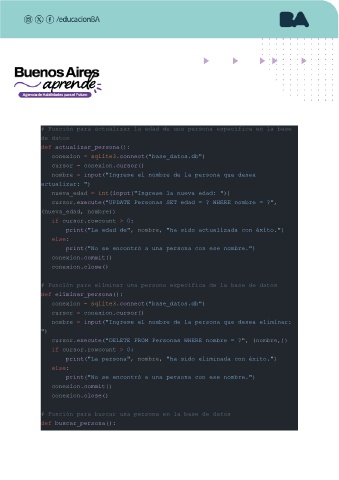 /educacionBA
BA
Buenos Aires
aprende
Agencia de Habilidades para el Futuro
# Función para actualizar la edad de una persona específica en la base
de datos
def actualizar_persona():
conexion = sqlite3.connect("base_datos.db")
cursor = conexion.cursor()
nombre = input("Ingrese el nombre de la persona que desea
actualizar: ")
nueva_edad = int(input("Ingrese la nueva edad: "))
cursor.execute("UPDATE Personas SET edad = ? WHERE nombre = ?",
(nueva_edad, nombre))
if cursor.rowcount > 0:
print("La edad de", nombre, "ha sido actualizada con éxito.")
else:
print("No se encontró a una persona con ese nombre.")
conexion.commit()
conexion.close()
# Función para eliminar una persona específica de la base de datos
def eliminar_persona():
conexion = sqlite3.connect("base_datos.db")
cursor = conexion.cursor()
nombre = input("Ingrese el nombre de la persona que desea eliminar:
")
cursor.execute("DELETE FROM Personas WHERE nombre = ?", (nombre,))
if cursor.rowcount > 0:
print("La persona", nombre, "ha sido eliminada con éxito.")
else:
print("No se encontró a una persona con ese nombre.")
conexion.commit()
conexion.close()
# Función para buscar una persona en la base de datos
def buscar_persona():